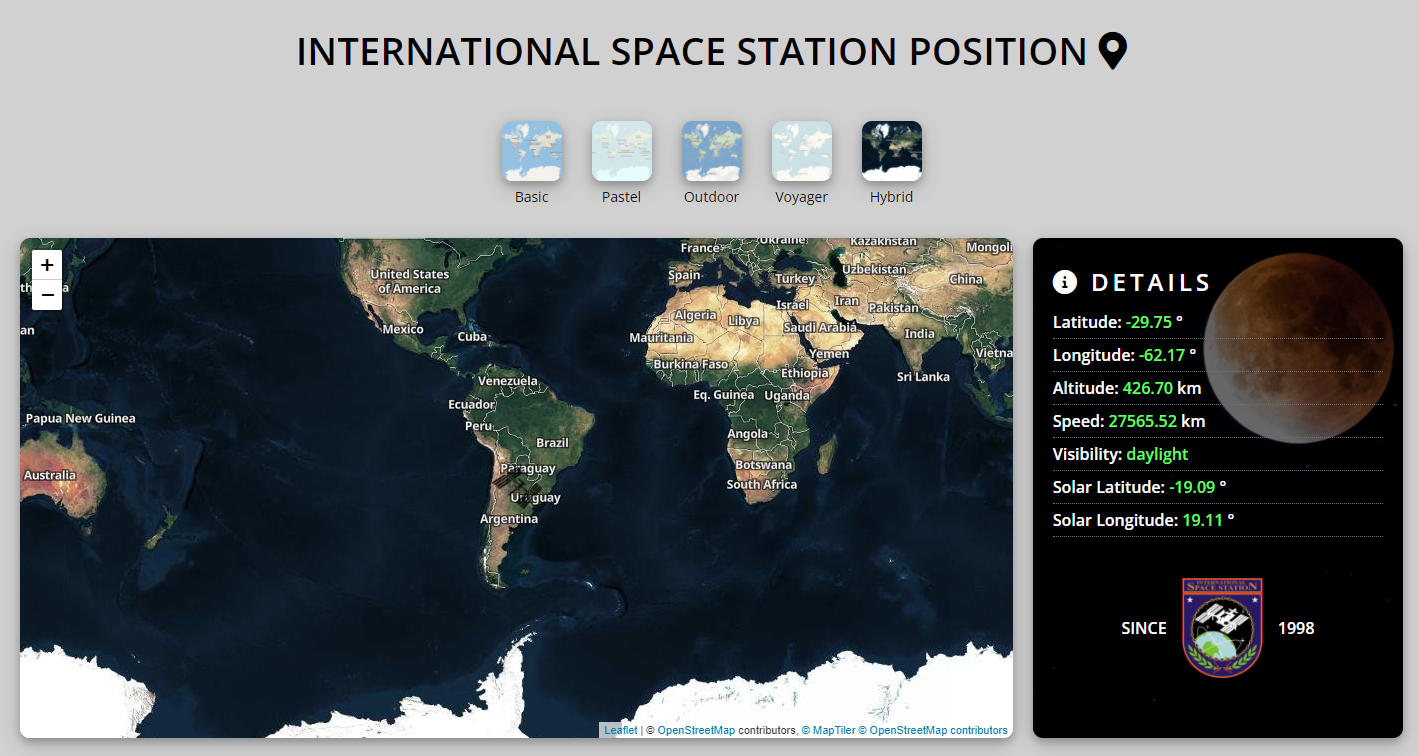 INTERNATIONAL SPACE STATION POSITION
Basic
Pastel
Outdoor
Voyager
Hybrid
+
−
United States
of America
Mexico
Cuba
Venezuela
Ecuador
Peru
Brazil
Paraguay
Uruguay
Argentina
Papua New Guinea
Australia
France
Ukraine
Kazakhstan
Mongoli
Spain
Turkey
Uzbekistan
China
Israel
Iran
Pakistan
Algeria
Libya
Saudi Arabia
India
Mauritania
Yemen
Vietna
Burkina Faso
Ethiopia
Sri Lanka
Eq. Guinea
Uganda
Angola
Botswana
South Africa
Leaflet | © OpenStreetMap contributors, © MapTiler © OpenStreetMap contributors
DETAILS
Latitude: -29.75 °
Longitude: -62.17 °
Altitude: 426.70 km
Speed: 27565.52 km
Visibility: daylight
Solar Latitude: -19.09 °
Solar Longitude: 19.11 °
INTERNATIONAL
SPACE STATION
SINCE
1998